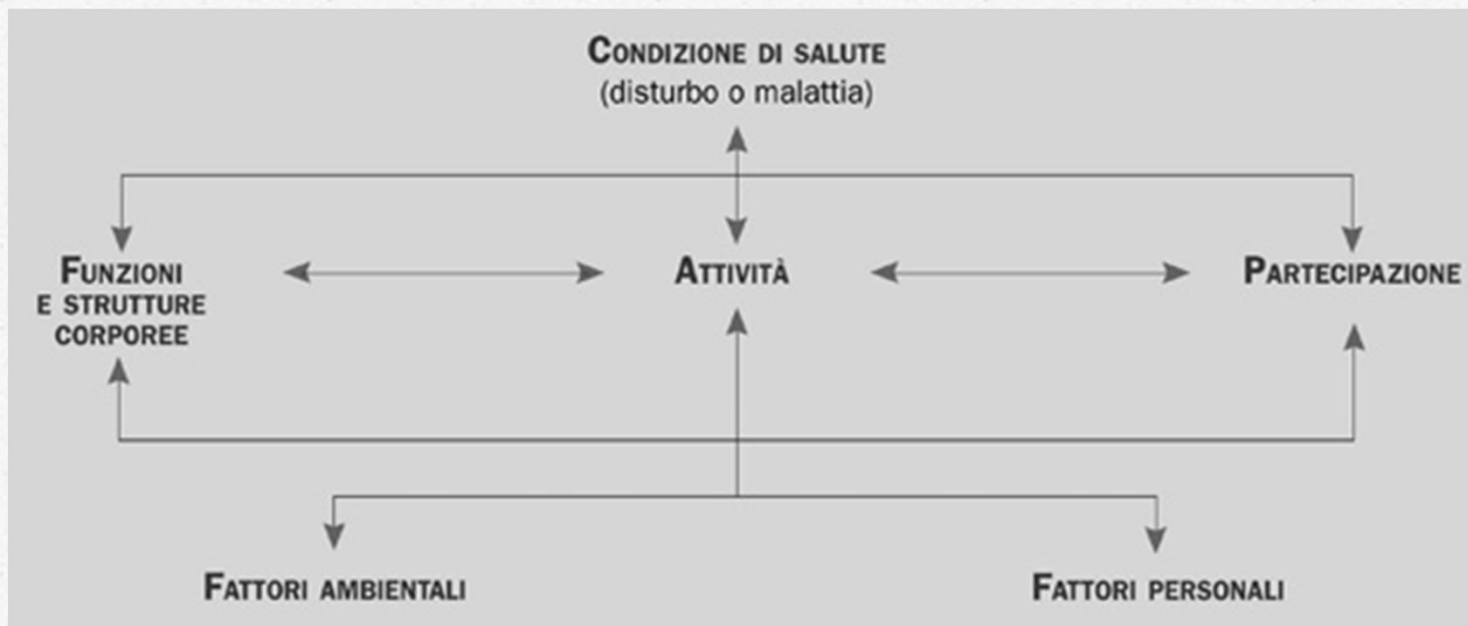 CONDIZIONE DI SALUTE
(disturbo o malattia)
FUNZIONI
E STRUTTURE
CORPOREE
ATTIVITÀ
PARTECIPAZIONE
FATTORI AMBIENTALI
FATTORI PERSONALI